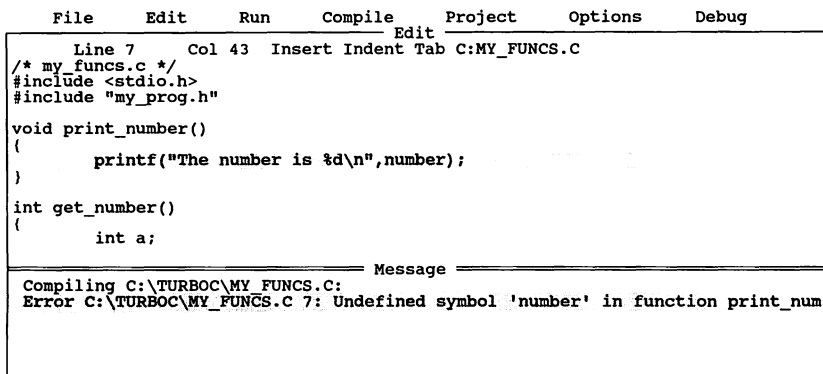 File Edit Run Compile Project Options Debug
Edit
Line 7 Col 43 Insert Indent Tab C:MY_FUNCS.C
/* my_funcs.c */
#include <stdio.h>
#include "my_prog.h"
void print_number()
{
printf("The number is %d\n",number);
}
int get_number()
{
int a;
Message
Compiling C:\TURBOC\MY_FUNCS.C:
Error C:\TURBOC\MY_FUNCS.C 7: Undefined symbol 'number' in function print_num